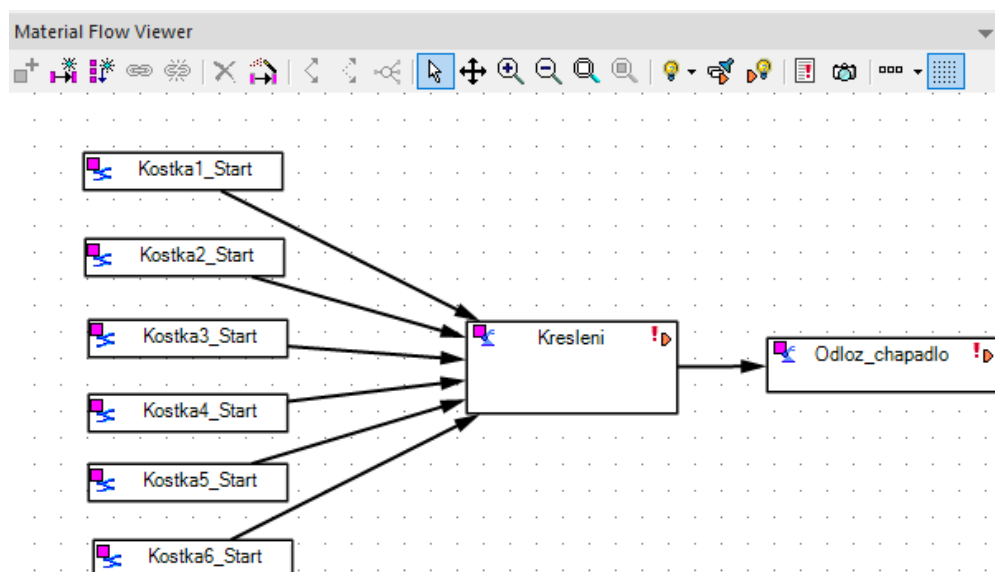 Material Flow Viewer
Kostka1_Start
Kostka2_Start
Kostka3_Start
Kresleni
Odloz_chapadlo
Kostka4_Start
Kostka5_Start
Kostka6_Start